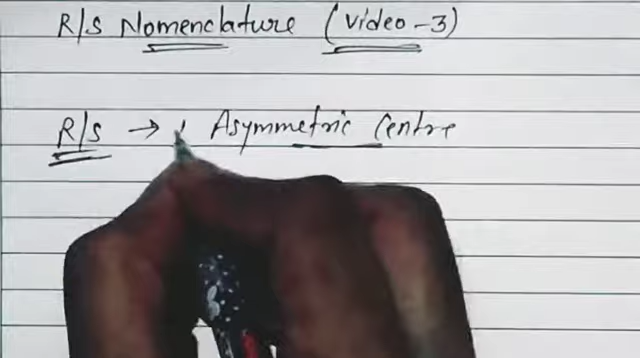 R/S Nomenclature (video-3)
R/S → Asymmetric Centre